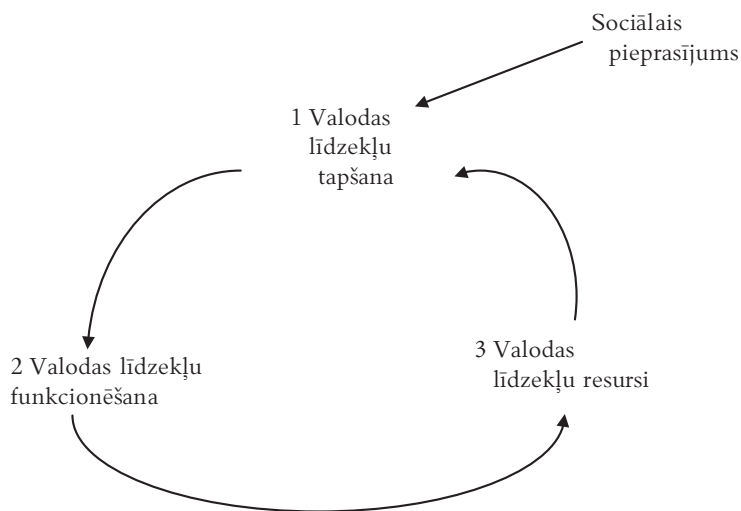 Sociālais
pieprasījums
1 Valodas
līdzekļu
tapšana
2 Valodas līdzekļu
funkcionēšana
3 Valodas
līdzekļu resursi